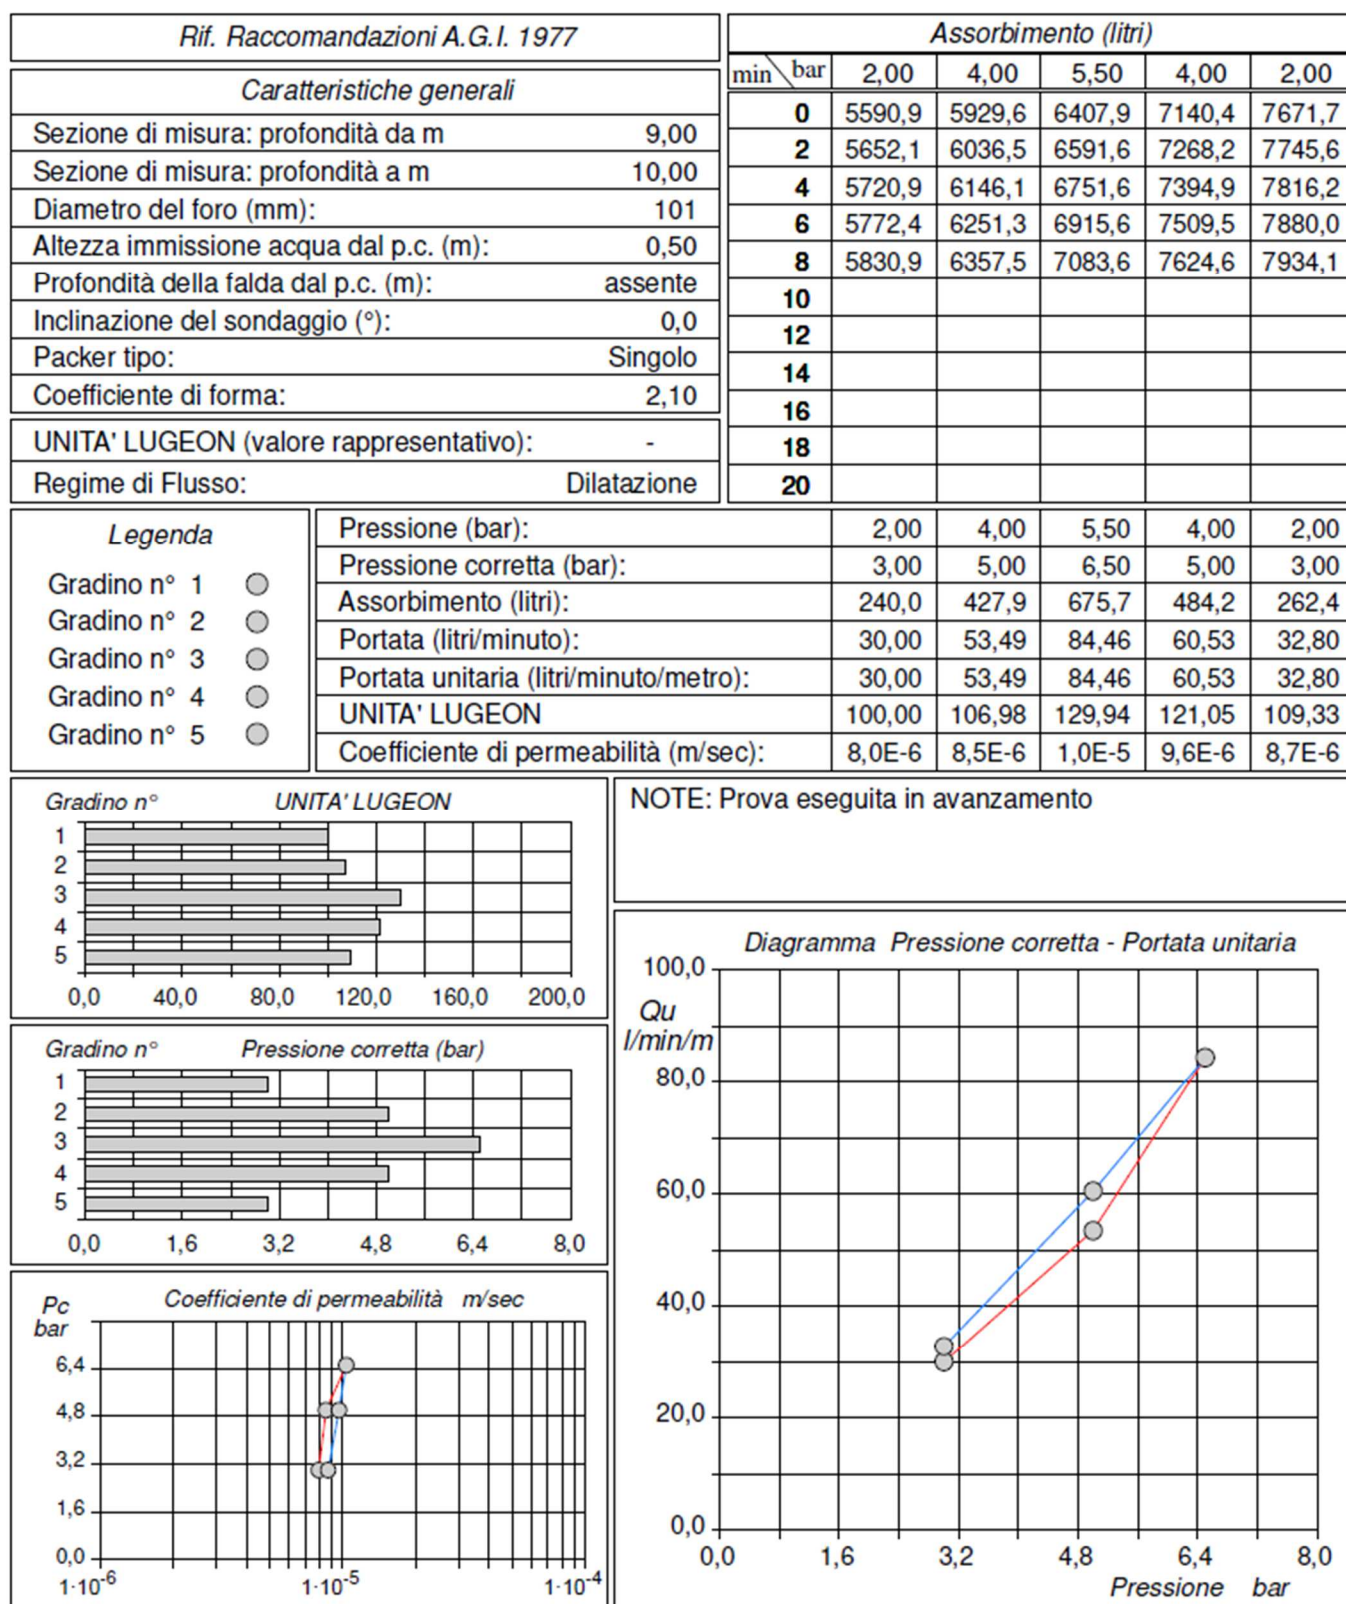 Rif. Raccomandazioni A.G.I. 1977
Caratteristiche generali
Sezione di misura: profondità da m 9,00
Sezione di misura: profondità a m 10,00
Diametro del foro (mm): 101
Altezza immissione acqua dal p.c. (m): 0,50
Profondità della falda dal p.c. (m): assente
Inclinazione del sondaggio (°): 0,0
Packer tipo: Singolo
Coefficiente di forma: 2,10
UNITA' LUGEON (valore rappresentativo): -
Regime di Flusso: Dilatazione
Assorbimento (litri)
min bar 2,00 4,00 5,50 4,00 2,00
0 5590,9 5929,6 6407,9 7140,4 7671,7
2 5652,1 6036,5 6591,6 7268,2 7745,6
4 5720,9 6146,1 6751,6 7394,9 7816,2
6 5772,4 6251,3 6915,6 7509,5 7880,0
8 5830,9 6357,5 7083,6 7624,6 7934,1
10
12
14
16
18
20
Legenda
Gradino n° 1
Gradino n° 2
Gradino n° 3
Gradino n° 4
Gradino n° 5
Pressione (bar): 2,00 4,00 5,50 4,00 2,00
Pressione corretta (bar): 3,00 5,00 6,50 5,00 3,00
Assorbimento (litri): 240,0 427,9 675,7 484,2 262,4
Portata (litri/minuto): 30,00 53,49 84,46 60,53 32,80
Portata unitaria (litri/minuto/metro): 30,00 53,49 84,46 60,53 32,80
UNITA' LUGEON 100,00 106,98 129,94 121,05 109,33
Coefficiente di permeabilità (m/sec): 8,0E-6 8,5E-6 1,0E-5 9,6E-6 8,7E-6
Gradino n° UNITA' LUGEON
1
2
3
4
5
0,0 40,0 80,0 120,0 160,0 200,0
Gradino n° Pressione corretta (bar)
1
2
3
4
5
0,0 1,6 3,2 4,8 6,4 8,0
Pc Coefficiente di permeabilità m/sec
bar
6,4
4,8
3,2
1,6
0,0
1·10-6 1·10-5 1·10-4
NOTE: Prova eseguita in avanzamento
Diagramma Pressione corretta - Portata unitaria
100,0
Qu
l/min/m
80,0
60,0
40,0
20,0
0,0
0,0 1,6 3,2 4,8 6,4 8,0
Pressione bar